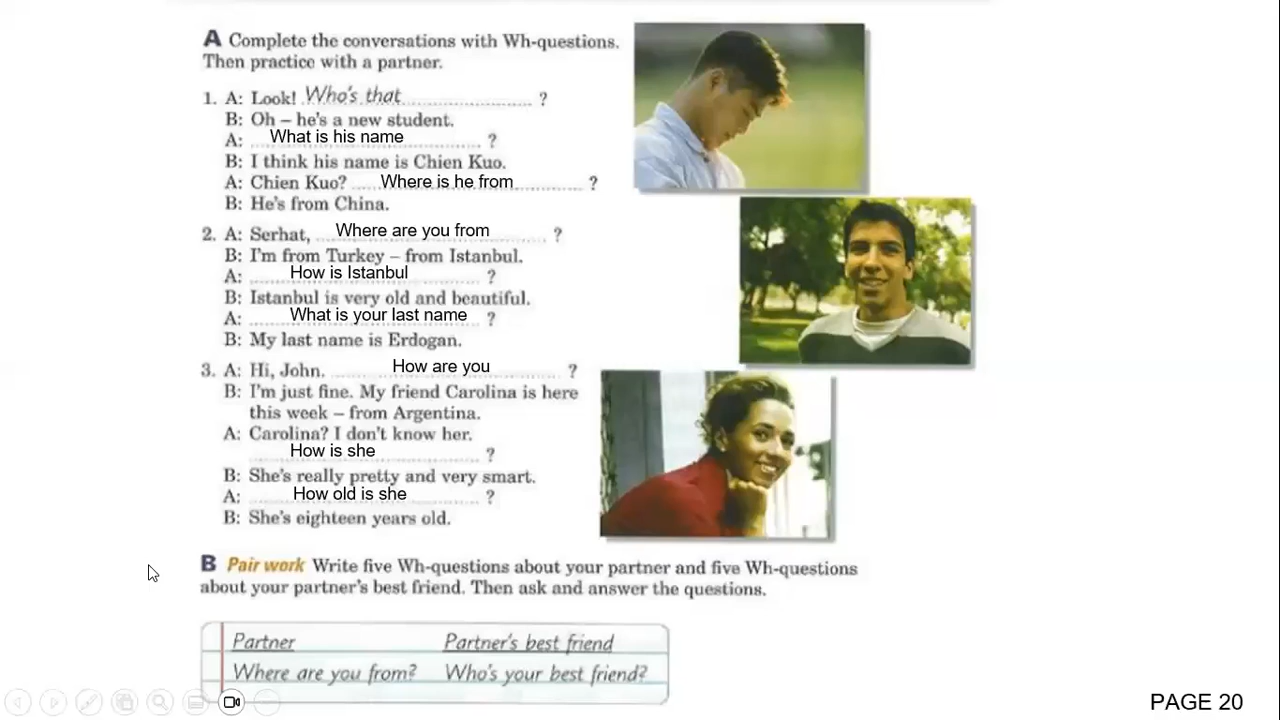 A Complete the conversations with Wh-questions.
Then practice with a partner.
1. A: Look! Who's that ?
B: Oh – he's a new student.
A: What is his name ?
B: I think his name is Chien Kuo.
A: Chien Kuo? Where is he from ?
B: He's from China.
2. A: Serhat, Where are you from ?
B: I'm from Turkey – from Istanbul.
A: How is Istanbul ?
B: Istanbul is very old and beautiful.
A: What is your last name ?
B: My last name is Erdogan.
3. A: Hi, John. How are you ?
B: I'm just fine. My friend Carolina is here
this week – from Argentina.
A: Carolina? I don't know her.
How is she ?
B: She's really pretty and very smart.
A: How old is she ?
B: She's eighteen years old.
B Pair work Write five Wh-questions about your partner and five Wh-questions
about your partner's best friend. Then ask and answer the questions.
Partner Partner's best friend
Where are you from? Who's your best friend?
PAGE 20